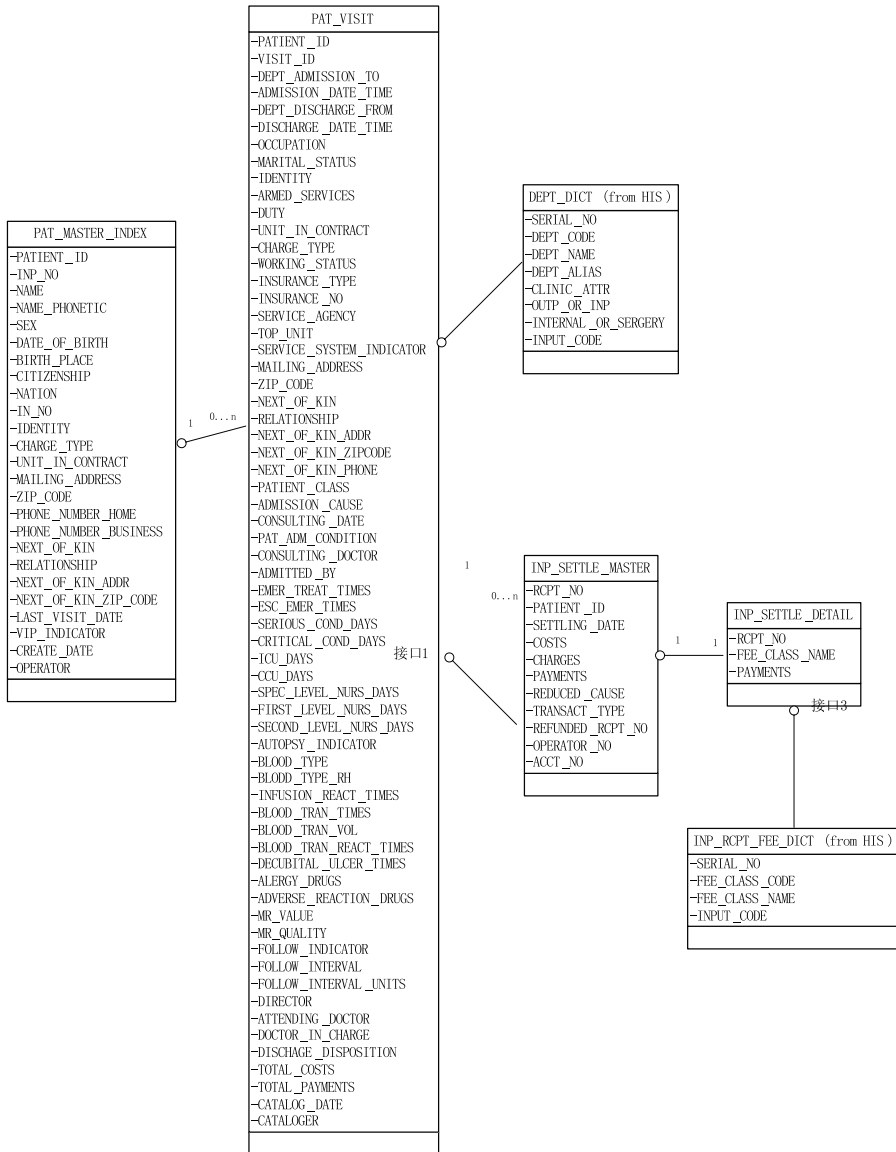 PAT_MASTER_INDEX
-PATIENT_ID
-INP_NO
-NAME
-NAME_PHONETIC
-SEX
-DATE_OF_BIRTH
-BIRTH_PLACE
-CITIZENSHIP
-NATION
-IN_NO
-IDENTITY
-CHARGE_TYPE
-UNIT_IN_CONTRACT
-MAILING_ADDRESS
-ZIP_CODE
-PHONE_NUMBER_HOME
-PHONE_NUMBER_BUSINESS
-NEXT_OF_KIN
-RELATIONSHIP
-NEXT_OF_KIN_ADDR
-NEXT_OF_KIN_ZIP_CODE
-LAST_VISIT_DATE
-VIP_INDICATOR
-CREATE_DATE
-OPERATOR
1
0...n
PAT_VISIT
-PATIENT_ID
-VISIT_ID
-DEPT_ADMISSION_TO
-ADMISSION_DATE_TIME
-DEPT_DISCHARGE_FROM
-DISCHARGE_DATE_TIME
-OCCUPATION
-MARITAL_STATUS
-IDENTITY
-ARMED_SERVICES
-DUTY
-UNIT_IN_CONTRACT
-CHARGE_TYPE
-WORKING_STATUS
-INSURANCE_TYPE
-INSURANCE_NO
-SERVICE_AGENCY
-TOP_UNIT
-SERVICE_SYSTEM_INDICATOR
-MAILING_ADDRESS
-ZIP_CODE
-NEXT_OF_KIN
-RELATIONSHIP
-NEXT_OF_KIN_ADDR
-NEXT_OF_KIN_ZIPCODE
-NEXT_OF_KIN_PHONE
-PATIENT_CLASS
-ADMISSION_CAUSE
-CONSULTING_DATE
-PAT_ADM_CONDITION
-CONSULTING_DOCTOR
-ADMITTED_BY
-EMER_TREAT_TIMES
-ESC_EMER_TIMES
-SERIOUS_COND_DAYS
-CRITICAL_COND_DAYS
-ICU_DAYS
-CCU_DAYS
-SPEC_LEVEL_NURS_DAYS
-FIRST_LEVEL_NURS_DAYS
-SECOND_LEVEL_NURS_DAYS
-AUTOPSY_INDICATOR
-BLOOD_TYPE
-BLODD_TYPE_RH
-INFUSION_REACT_TIMES
-BLOOD_TRAN_TIMES
-BLOOD_TRAN_VOL
-BLOOD_TRAN_REACT_TIMES
-DECUBITAL_ULCER_TIMES
-ALERGY_DRUGS
-ADVERSE_REACTION_DRUGS
-MR_VALUE
-MR_QUALITY
-FOLLOW_INDICATOR
-FOLLOW_INTERVAL
-FOLLOW_INTERVAL_UNITS
-DIRECTOR
-ATTENDING_DOCTOR
-DOCTOR_IN_CHARGE
-DISCHAGE_DISPOSITION
-TOTAL_COSTS
-TOTAL_PAYMENTS
-CATALOG_DATE
-CATALOGER
DEPT_DICT (from HIS)
-SERIAL_NO
-DEPT_CODE
-DEPT_NAME
-DEPT_ALIAS
-CLINIC_ATTR
-OUTP_OR_INP
-INTERNAL_OR_SERGERY
-INPUT_CODE
接口1
1
0...n
INP_SETTLE_MASTER
-RCPT_NO
-PATIENT_ID
-SETTLING_DATE
-COSTS
-CHARGES
-PAYMENTS
-REDUCED_CAUSE
-TRANSACT_TYPE
-REFUNDED_RCPT_NO
-OPERATOR_NO
-ACCT_NO
1
1
INP_SETTLE_DETAIL
-RCPT_NO
-FEE_CLASS_NAME
-PAYMENTS
接口3
INP_RCPT_FEE_DICT (from HIS)
-SERIAL_NO
-FEE_CLASS_CODE
-FEE_CLASS_NAME
-INPUT_CODE